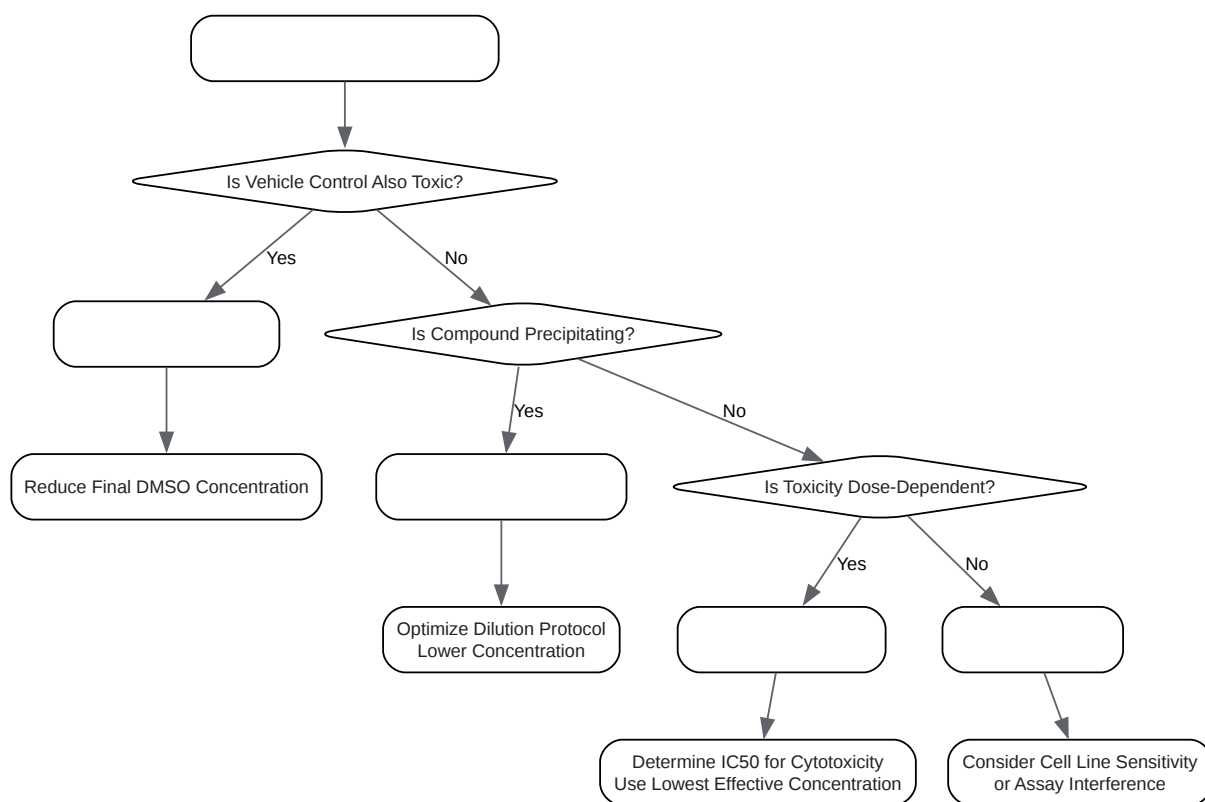 Is Vehicle Control Also Toxic?
Yes
No
Is Compound Precipitating?
Yes
No
Reduce Final DMSO Concentration
Is Toxicity Dose-Dependent?
Yes
No
Optimize Dilution Protocol
Lower Concentration
Determine IC50 for Cytotoxicity
Use Lowest Effective Concentration
Consider Cell Line Sensitivity
or Assay Interference